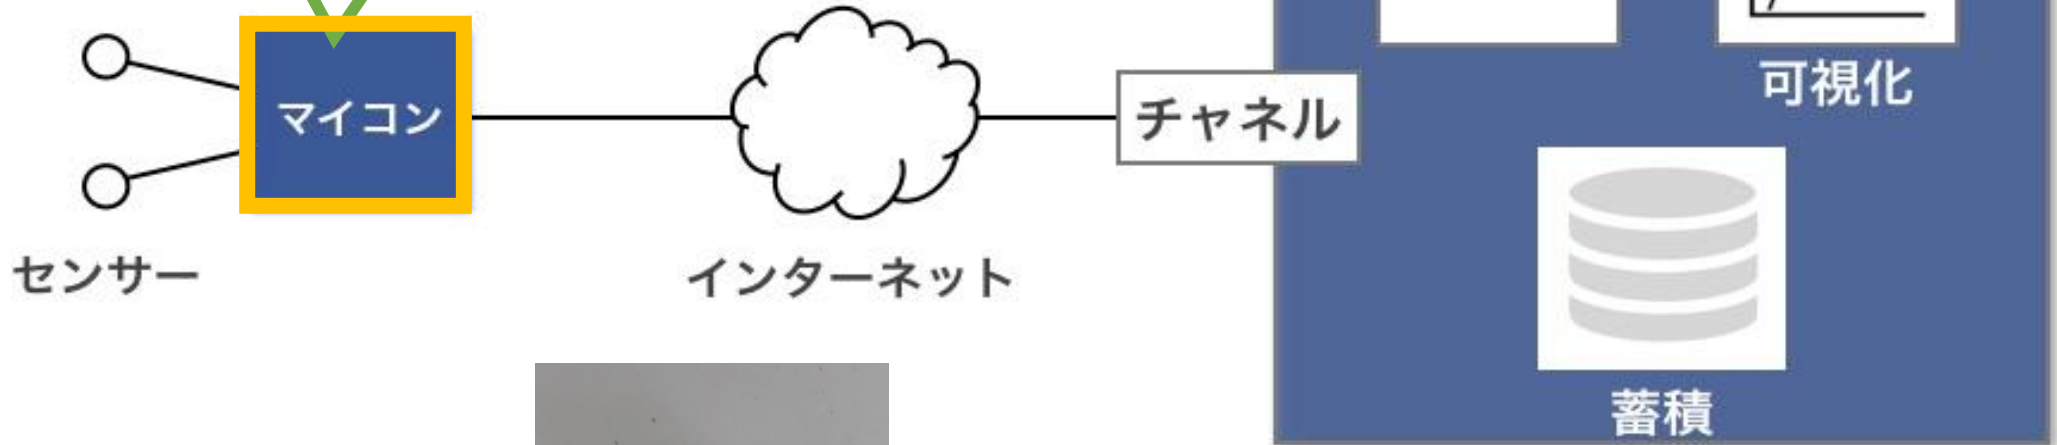 可視化
マイコン
チャネル
センサー
インターネット
蓄積